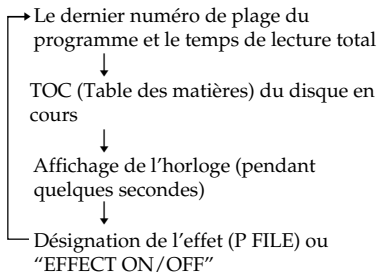 Le dernier numéro de plage du
programme et le temps de lecture total
TOC (Table des matières) du disque en
cours
Affichage de l’horloge (pendant
quelques secondes)
Désignation de l’effet (P FILE) ou
“EFFECT ON/OFF”